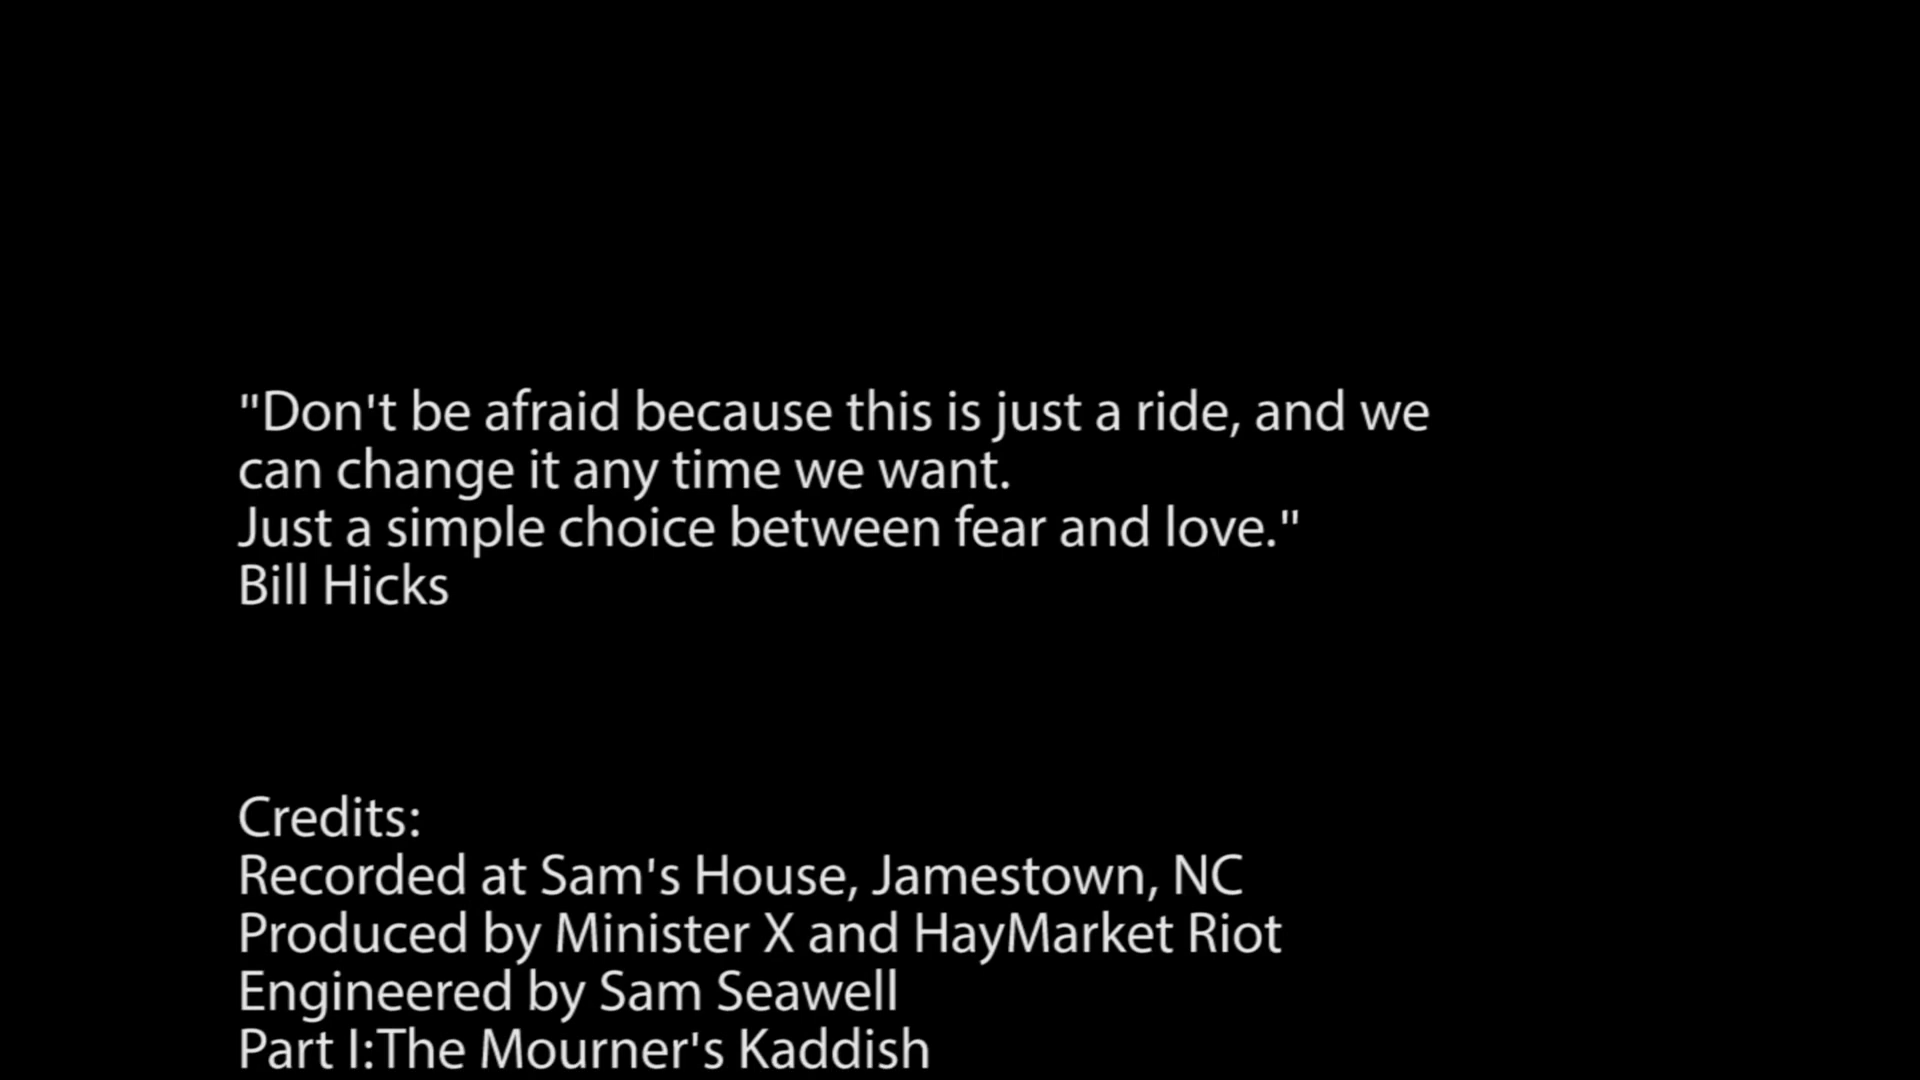 "Don't be afraid because this is just a ride, and we
can change it any time we want.
Just a simple choice between fear and love."
Bill Hicks
Credits:
Recorded at Sam's House, Jamestown, NC
Produced by Minister X and HayMarket Riot
Engineered by Sam Seawell
Part I:The Mourner's Kaddish